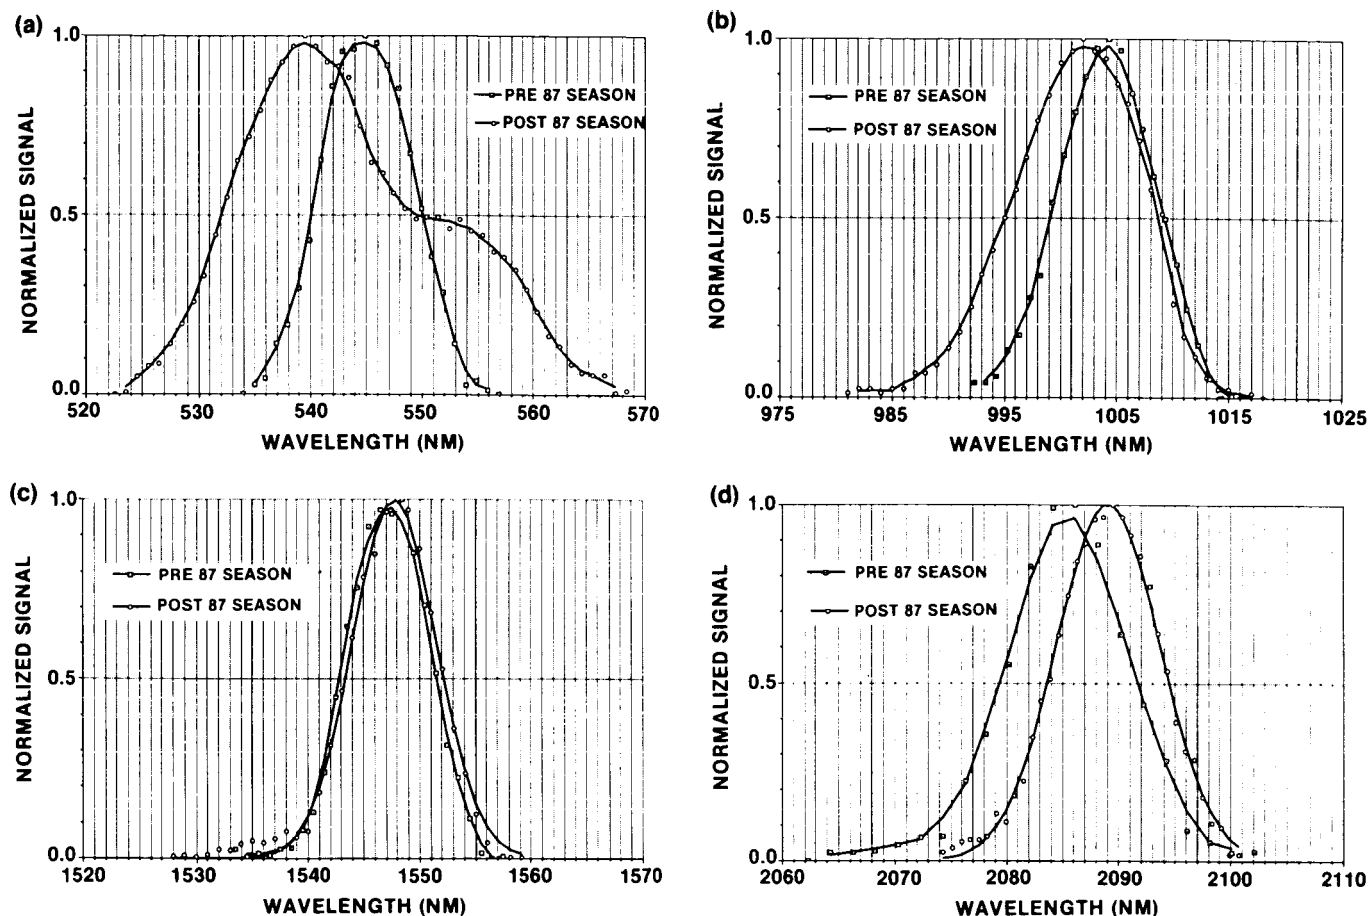 (a)
1.0
0.5
0.0
NORMALIZED SIGNAL
PRE 87 SEASON
POST 87 SEASON
520 530 540 550 560 570
WAVELENGTH (NM)
(b)
1.0
0.5
0.0
NORMALIZED SIGNAL
PRE 87 SEASON
POST 87 SEASON
975 985 995 1005 1015 1025
WAVELENGTH (NM)
(c)
1.0
0.5
0.0
NORMALIZED SIGNAL
PRE 87 SEASON
POST 87 SEASON
1520 1530 1540 1550 1560 1570
WAVELENGTH (NM)
(d)
1.0
0.5
0.0
NORMALIZED SIGNAL
PRE 87 SEASON
POST 87 SEASON
2060 2070 2080 2090 2100 2110
WAVELENGTH (NM)